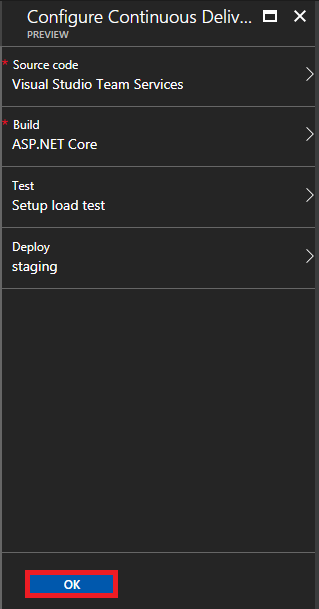 Configure Continuous Deliv...
PREVIEW
* Source code
Visual Studio Team Services
* Build
ASP.NET Core
Test
Setup load test
Deploy
staging
OK